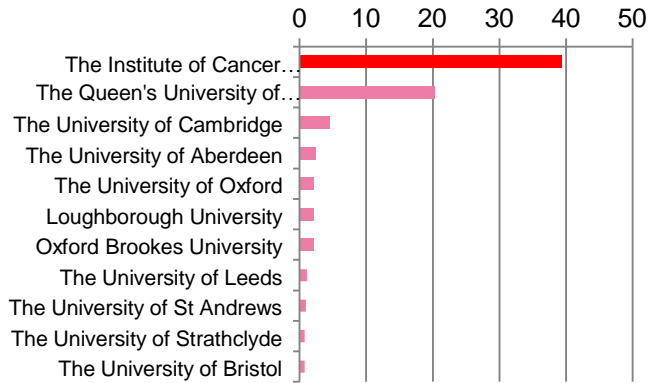 0 10 20 30 40 50
The Institute of Cancer…
The Queen's University of…
The University of Cambridge
The University of Aberdeen
The University of Oxford
Loughborough University
Oxford Brookes University
The University of Leeds
The University of St Andrews
The University of Strathclyde
The University of Bristol